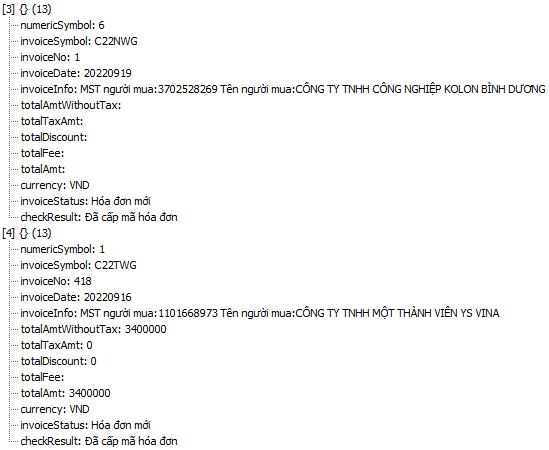 [3] {} (13)
numericSymbol: 6
invoiceSymbol: C22NWG
invoiceNo: 1
invoiceDate: 20220919
invoiceInfo: MST người mua:3702528269 Tên người mua:CÔNG TY TNHH CÔNG NGHIỆP KOLON BÌNH DƯƠNG
totalAmtWithoutTax:
totalTaxAmt:
totalDiscount:
totalFee:
totalAmt:
currency: VND
invoiceStatus: Hóa đơn mới
checkResult: Đã cấp mã hóa đơn
[4] {} (13)
numericSymbol: 1
invoiceSymbol: C22TWG
invoiceNo: 418
invoiceDate: 20220916
invoiceInfo: MST người mua:1101668973 Tên người mua:CÔNG TY TNHH MỘT THÀNH VIÊN YS VINA
totalAmtWithoutTax: 3400000
totalTaxAmt: 0
totalDiscount: 0
totalFee:
totalAmt: 3400000
currency: VND
invoiceStatus: Hóa đơn mới
checkResult: Đã cấp mã hóa đơn